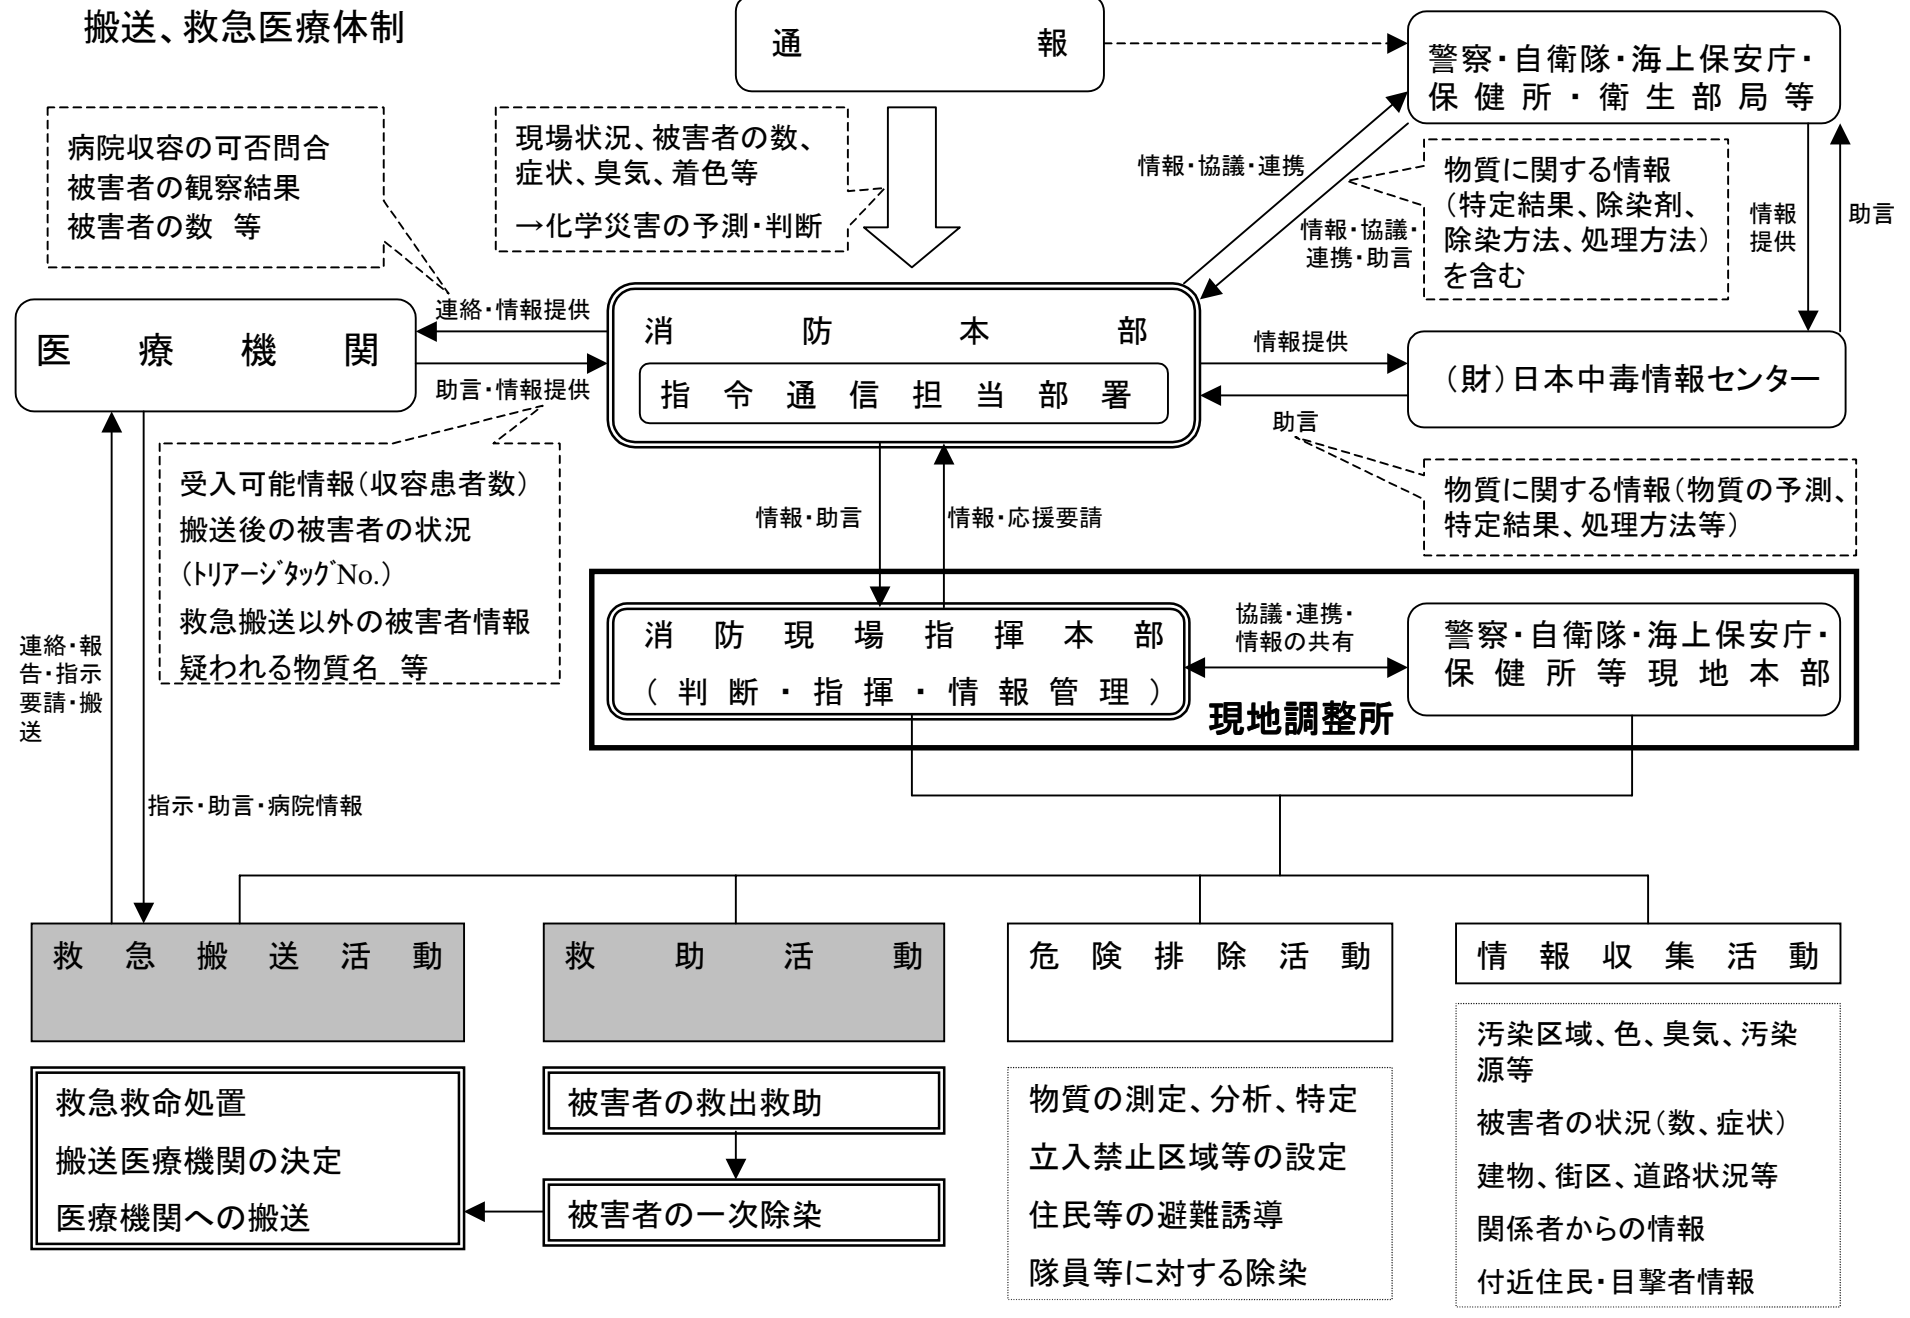 搬送、救急医療体制
通報
警察・自衛隊・海上保安庁・
保健所・衛生部局等
病院収容の可否問合
被害者の観察結果
被害者の数 等
現場状況、被害者の数、
症状、臭気、着色等
→化学災害の予測・判断
情報・協議・連携
物質に関する情報
（特定結果、除染剤、
除染方法、処理方法）
を含む
情報・協議・
連携・助言
情報
提供
助言
連絡・情報提供
医療機関
消防本部
指令通信担当部署
情報提供
（財）日本中毒情報センター
助言・情報提供
助言
受入可能情報（収容患者数）
搬送後の被害者の状況
（ﾄﾘｱｰｼﾞﾀｯｸﾞNo.）
救急搬送以外の被害者情報
疑われる物質名 等
物質に関する情報（物質の予測、
特定結果、処理方法等）
情報・助言
情報・応援要請
連絡・報
告・指示
要請・搬
送
消防現場指揮本部
（判断・指揮・情報管理）
協議・連携・
情報の共有
警察・自衛隊・海上保安庁・
保健所等現地本部
現地調整所
指示・助言・病院情報
救急搬送活動
救助活動
危険排除活動
情報収集活動
救急救命処置
搬送医療機関の決定
医療機関への搬送
被害者の救出救助
被害者の一次除染
物質の測定、分析、特定
立入禁止区域等の設定
住民等の避難誘導
隊員等に対する除染
汚染区域、色、臭気、汚染
源等
被害者の状況（数、症状）
建物、街区、道路状況等
関係者からの情報
付近住民・目撃者情報